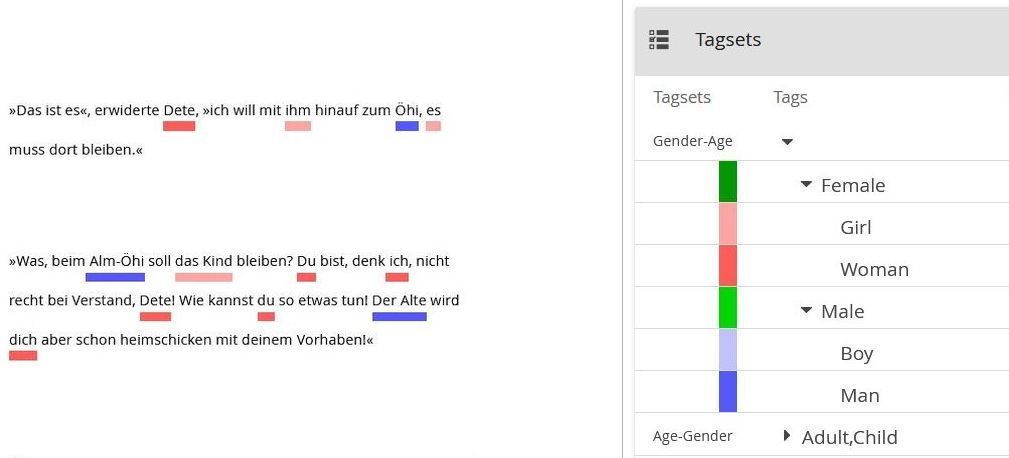 »Das ist es«, erwiderte Dete, »ich will mit ihm hinauf zum Öhi, es
muss dort bleiben.«
»Was, beim Alm-Öhi soll das Kind bleiben? Du bist, denk ich, nicht
recht bei Verstand, Dete! Wie kannst du so etwas tun! Der Alte wird
dich aber schon heimschicken mit deinem Vorhaben!«
Tagsets
Tagsets Tags
Gender-Age
Female
Girl
Woman
Male
Boy
Man
Age-Gender Adult,Child